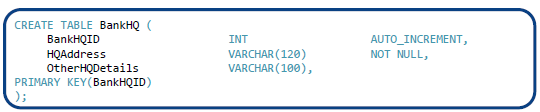 CREATE TABLE BankHQ (
BankHQID INT AUTO_INCREMENT,
HQAddress VARCHAR(120) NOT NULL,
OtherHQDetails VARCHAR(100),
PRIMARY KEY(BankHQID)
);